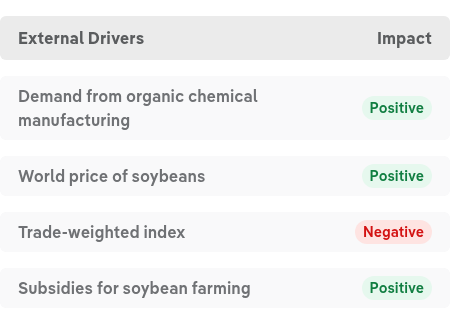 External Drivers Impact
Demand from organic chemical
manufacturing
Positive
World price of soybeans Positive
Trade-weighted index Negative
Subsidies for soybean farming Positive